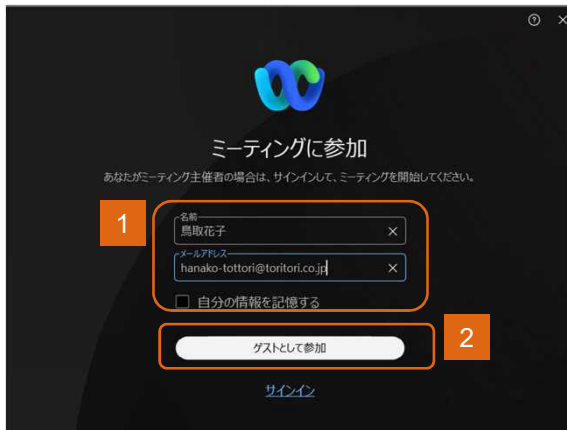 ミーティングに参加
あなたがミーティング主催者の場合は、サインインして、ミーティングを開始してください。
1
名前
鳥取花子
メールアドレス
hanako-tottori@toritori.co.jp
自分の情報を記憶する
ゲストとして参加
2
サインイン